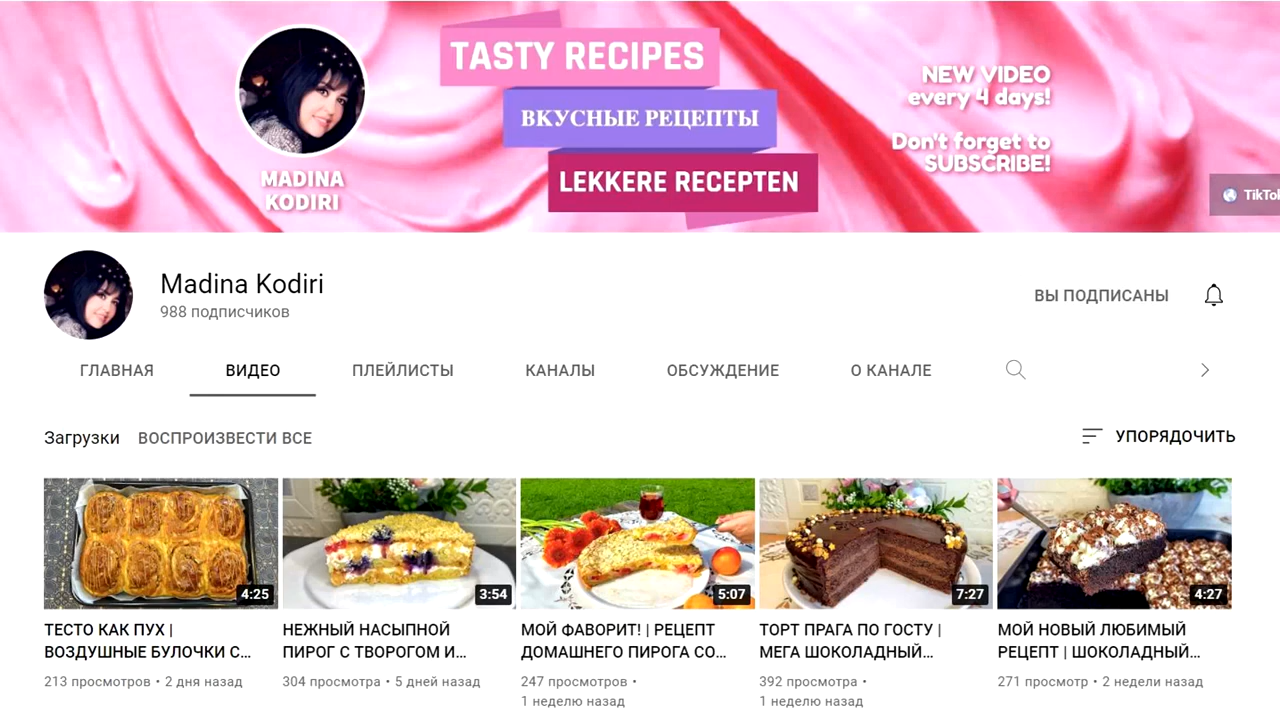 TASTY RECIPES
ВКУСНЫЕ РЕЦЕПТЫ
LEKKERE RECEPTEN
MADINA
KODIRI
NEW VIDEO
every 4 days!
Don't forget to
SUBSCRIBE!
TikTok
Madina Kodiri
988 подписчиков
ВЫ ПОДПИСАНЫ
ГЛАВНАЯ ВИДЕО ПЛЕЙЛИСТЫ КАНАЛЫ ОБСУЖДЕНИЕ О КАНАЛЕ
Загрузки ВОСПРОИЗВЕСТИ ВСЕ УПОРЯДОЧИТЬ
4:25
ТЕСТО КАК ПУХ |
ВОЗДУШНЫЕ БУЛОЧКИ С...
213 просмотров • 2 дня назад
3:54
НЕЖНЫЙ НАСЫПНОЙ
ПИРОГ С ТВОРОГОМ И...
304 просмотра • 5 дней назад
5:07
МОЙ ФАВОРИТ! | РЕЦЕПТ
ДОМАШНЕГО ПИРОГА СО...
247 просмотров •
1 неделю назад
7:27
ТОРТ ПРАГА ПО ГОСТУ |
МЕГА ШОКОЛАДНЫЙ...
392 просмотра •
1 неделю назад
4:27
МОЙ НОВЫЙ ЛЮБИМЫЙ
РЕЦЕПТ | ШОКОЛАДНЫЙ...
271 просмотр • 2 недели назад